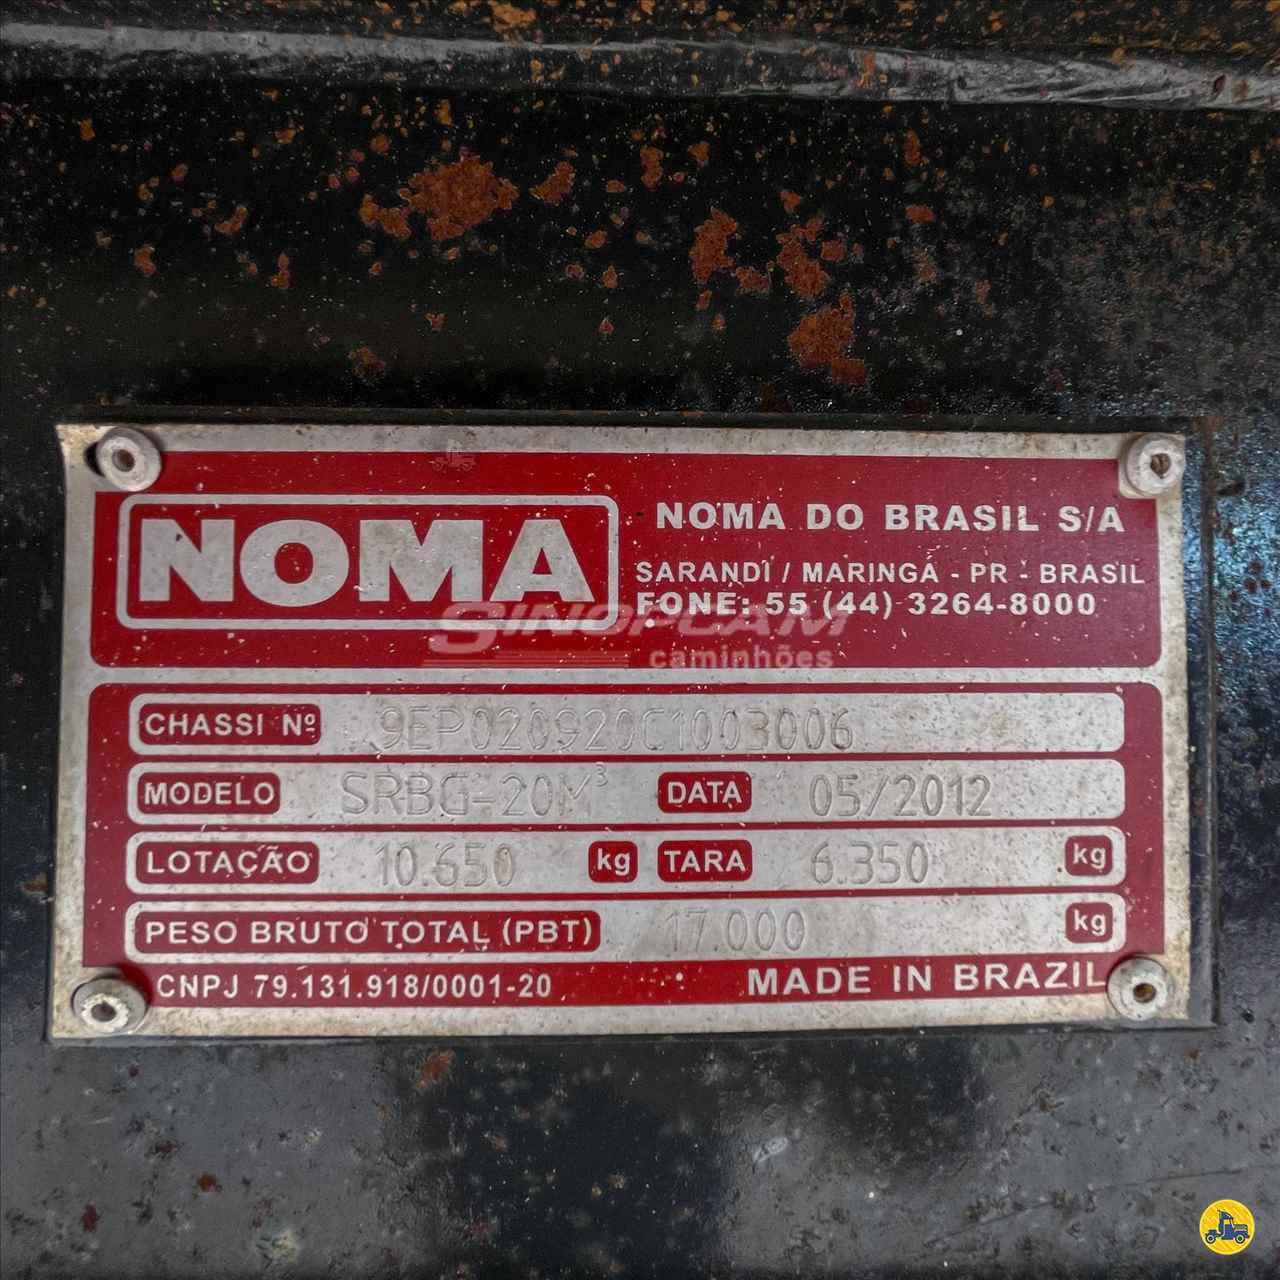 NOMA
NOMA DO BRASIL S/A
SARANDI / MARINGÁ - PR - BRASIL
FONE: 55 (44) 3264-8000
SINOPCAM
caminhões
CHASSI Nº 9EP020920C1003006
MODELO SRBG-20M³ DATA 05/2012
LOTAÇÃO 10.650 kg TARA 6.350 kg
PESO BRUTO TOTAL (PBT) 17.000 kg
CNPJ 79.131.918/0001-20 MADE IN BRAZIL